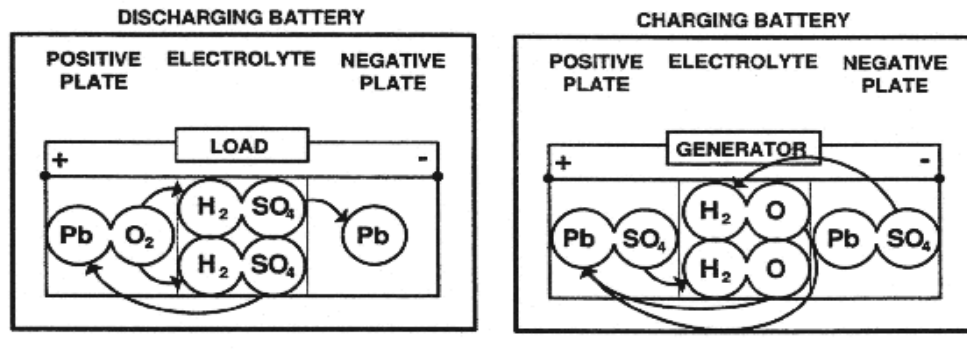 DISCHARGING BATTERY
POSITIVE PLATE
ELECTROLYTE
NEGATIVE PLATE
LOAD
+
-
Pb
O₂
H₂
SO₄
H₂
SO₄
Pb
CHARGING BATTERY
POSITIVE PLATE
ELECTROLYTE
NEGATIVE PLATE
GENERATOR
+
-
Pb
SO₄
H₂
O
H₂
O
Pb
SO₄